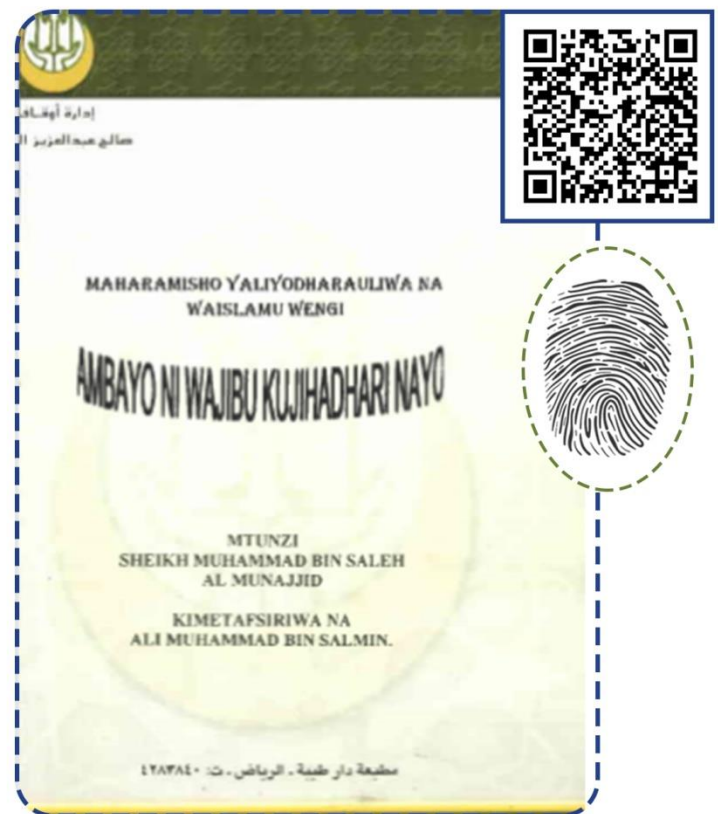 إدارة أوقاف
صالح عبدالعزيز ا
MAHARAMISHO YALIYODHARAULIWA NA
WAISLAMU WENGI
AMBAYO NI WAJIBU KUJIHADHARI NAYO
MTUNZI
SHEIKH MUHAMMAD BIN SALEH
AL MUNAJJID
KIMETAFSIRIWA NA
ALI MUHAMMAD BIN SALMIN.
مطبعة دار طيبة - الرياض - ت: ٤٢٨٣٨٤٠